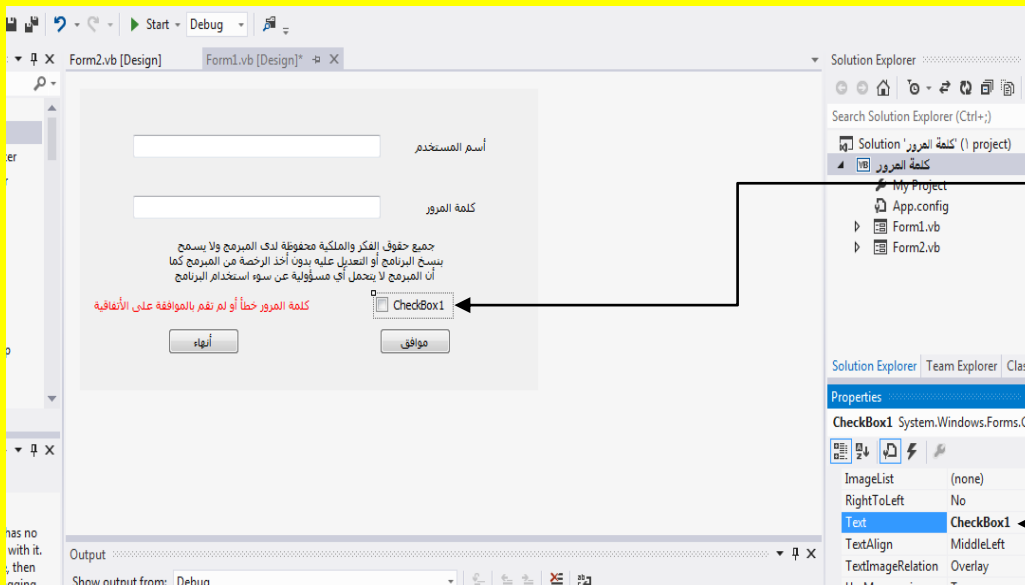 Start
Debug
Form2.vb [Design]
Form1.vb [Design]*
Solution Explorer
Search Solution Explorer (Ctrl+;)
Solution 'كلمة المرور' (١ project)
كلمة المرور
My Project
App.config
Form1.vb
Form2.vb
أسم المستخدم
كلمة المرور
جميع حقوق الفكر والملكية محفوظة لدى المبرمج ولا يسمح
بنسخ البرنامج أو التعديل عليه بدون أخذ الرخصة من المبرمج كما
أن المبرمج لا يتحمل أي مسؤولية عن سوء استخدام البرنامج
CheckBox1
كلمة المرور خطأ أو لم تقم بالموافقة على الأتفاقية
موافق
أنهاء
Solution Explorer
Team Explorer
Properties
CheckBox1 System.Windows.Forms.
ImageList (none)
RightToLeft No
Text CheckBox1
TextAlign MiddleLeft
TextImageRelation Overlay
has no
with it.
then
Output
Show output from: Debug